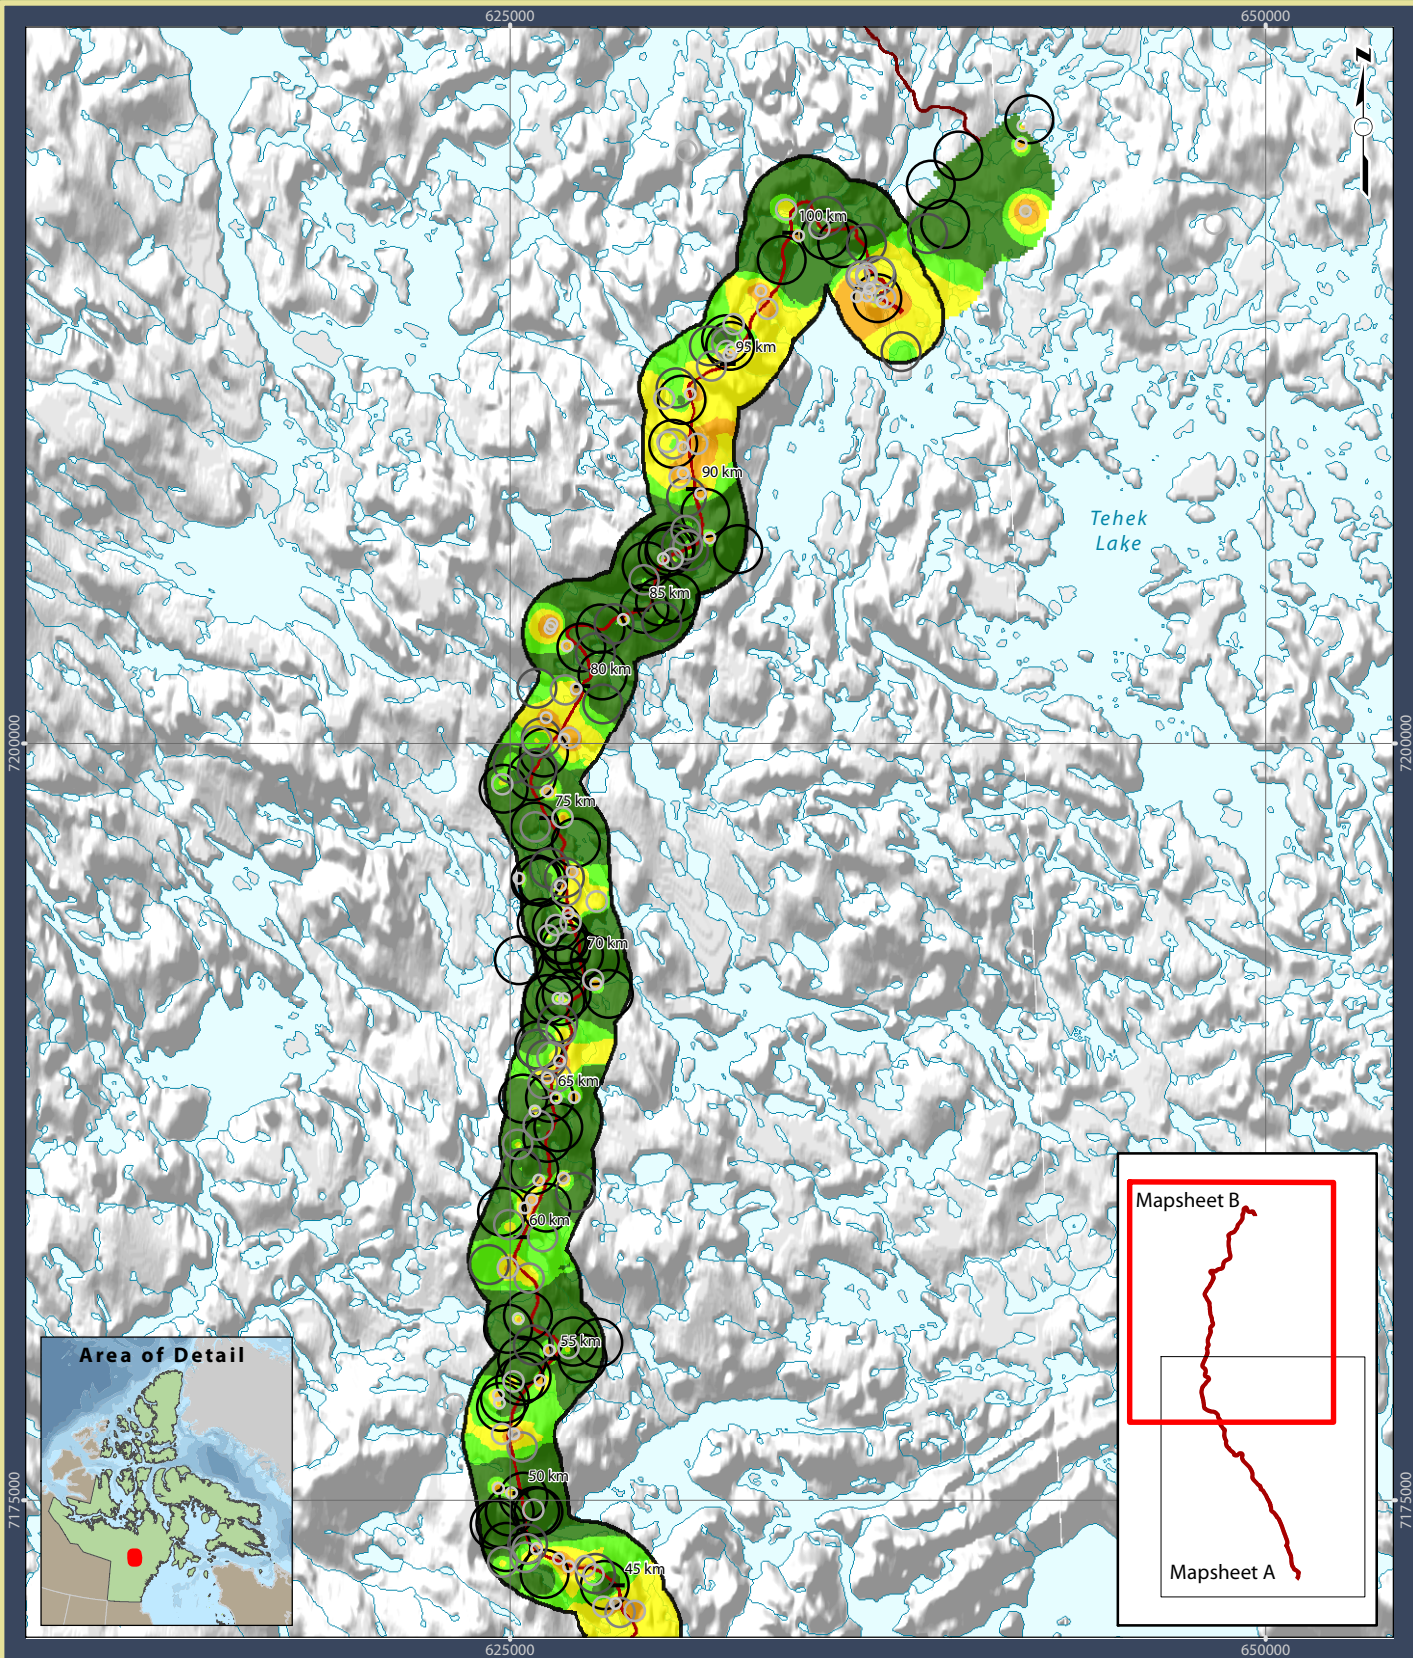 625000
650000
N
100 km
95 km
90 km
Tehek
Lake
85 km
80 km
7200000
7200000
75 km
70 km
65 km
Mapsheet B
60 km
55 km
Area of Detail
50 km
7175000
7175000
45 km
Mapsheet A
625000
650000